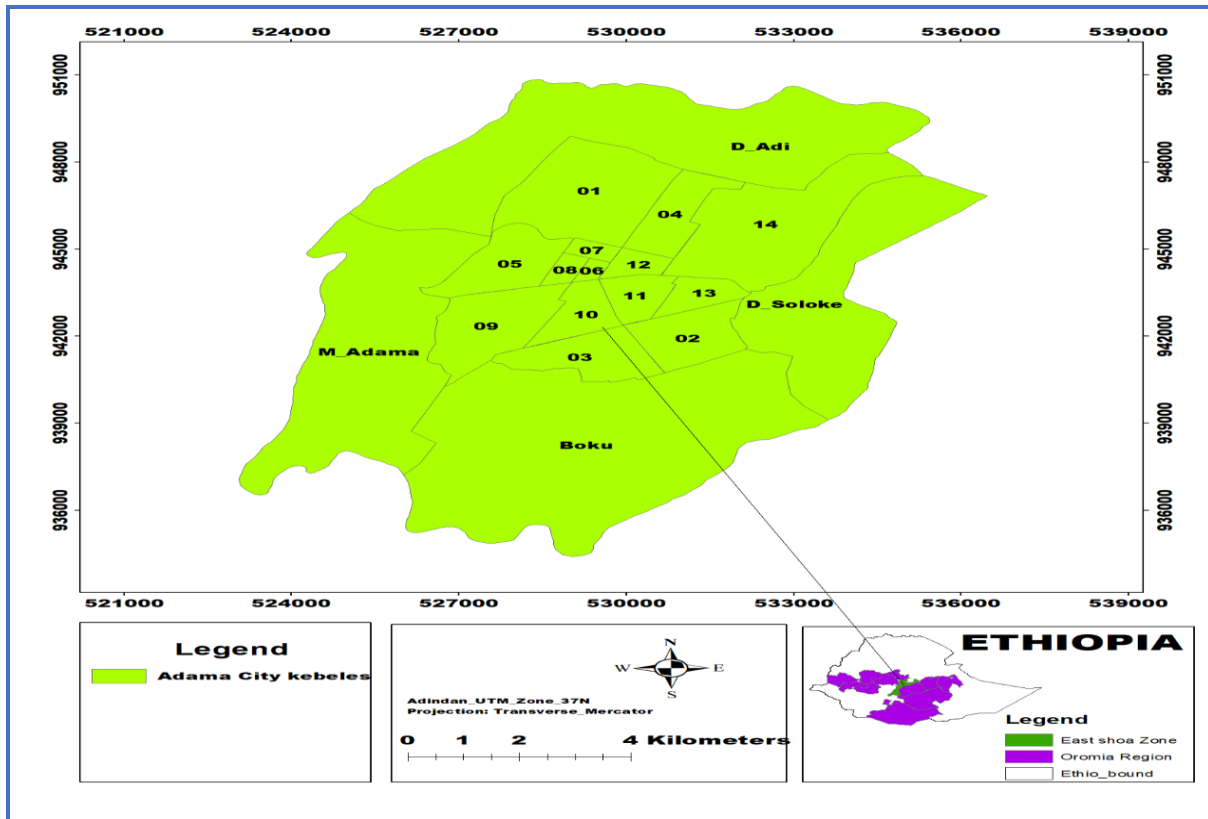 521000 524000 527000 530000 533000 536000 539000
951000 951000
D_Adi
948000 948000
01
04
14
945000 945000
07
05 08 06 12
11 13
D_Soloke
10
09
942000 942000
02
M_Adama
03
939000 939000
Boku
936000 936000
521000 524000 527000 530000 533000 536000 539000
Legend
Adama City kebeles
N
W E
S
Adindan_UTM_Zone_37N
Projection: Transverse_Mercator
0 1 2 4 Kilometers
ETHIOPIA
Legend
East shoa Zone
Oromia Region
Ethio_bound